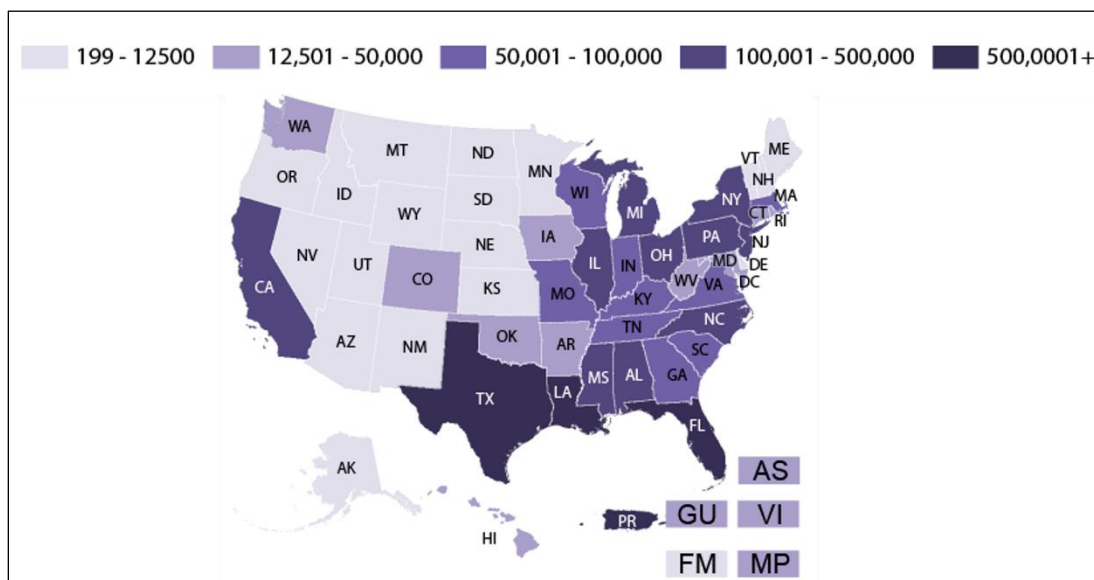 199 - 12500 12,501 - 50,000 50,001 - 100,000 100,001 - 500,000 500,0001+
WA
MT
ND
MN
VT
ME
OR
ID
WY
SD
WI
MI
NY
NH
MA
CT
RI
NV
UT
CO
NE
IA
IL
IN
OH
PA
NJ
MD
DE
DC
CA
KS
MO
KY
WV
VA
AZ
NM
OK
AR
TN
NC
SC
TX
LA
MS
AL
GA
FL
AK
HI
PR
AS
GU VI
FM MP